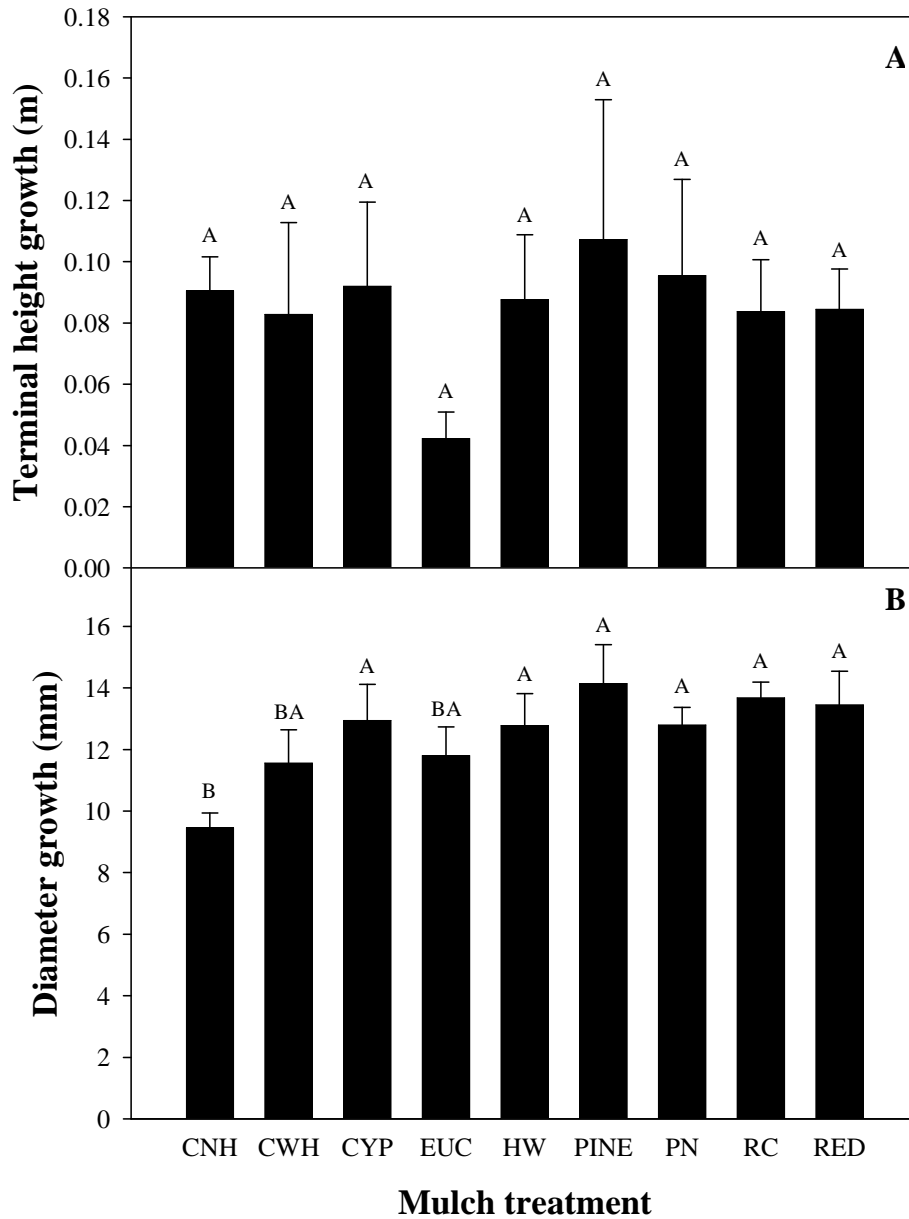 0.18
A
0.16
0.14
0.12
0.10
0.08
0.06
0.04
0.02
0.00
Terminal height growth (m)
A
A
A
A
A
A
A
A
A
B
16
14
12
10
8
6
4
2
0
Diameter growth (mm)
B
BA
A
BA
A
A
A
A
A
CNH CWH CYP EUC HW PINE PN RC RED
Mulch treatment